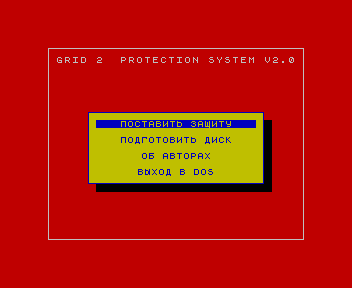 GRID 2 PROTECTION SYSTEM V2.0
ПОСТАВИТЬ ЗАЩИТУ
ПОДГОТОВИТЬ ДИСК
ОБ АВТОРАХ
ВЫХОД В DOS